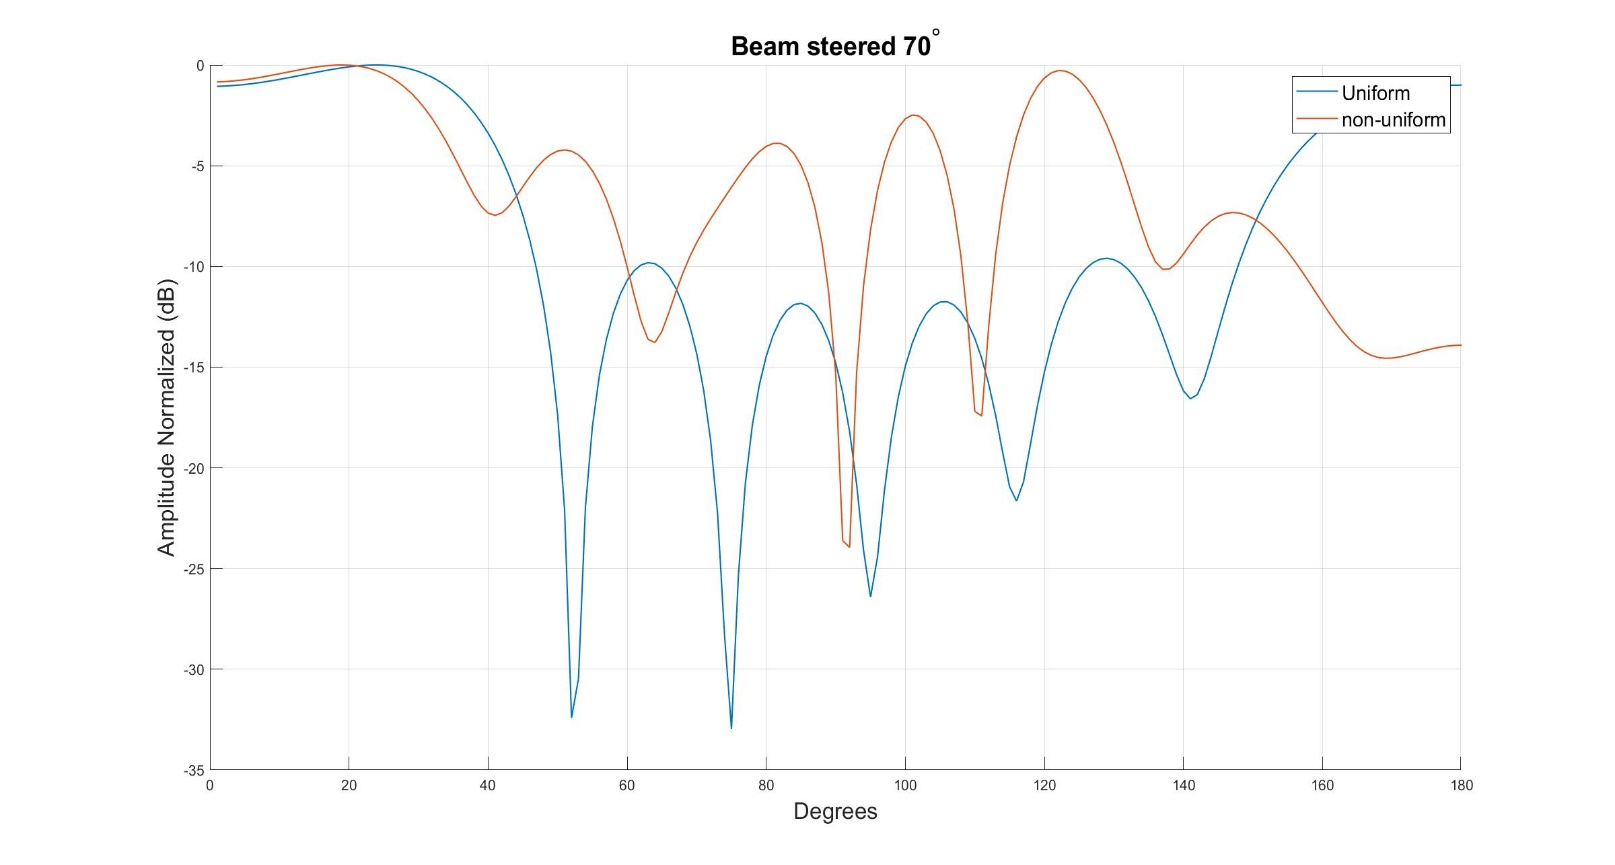 Beam steered 70°
Uniform
non-uniform
Amplitude Normalized (dB)
0
-5
-10
-15
-20
-25
-30
-35
0 20 40 60 80 100 120 140 160 180
Degrees